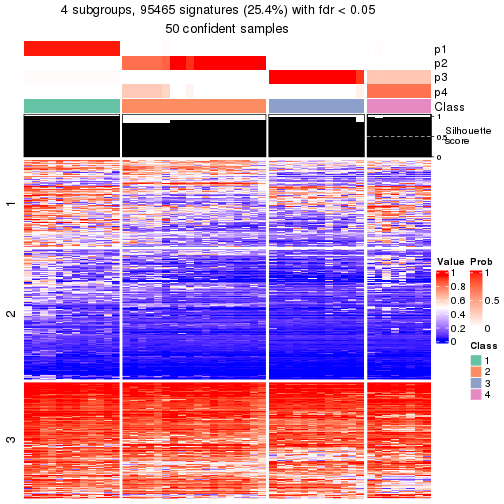 4 subgroups, 95465 signatures (25.4%) with fdr < 0.05
50 confident samples
p1
p2
p3
p4
Class
1
0.5
0
Silhouette
score
1
2
3
Value
1
0.8
0.6
0.4
0.2
0
Prob
1
0.5
0
Class
1
2
3
4